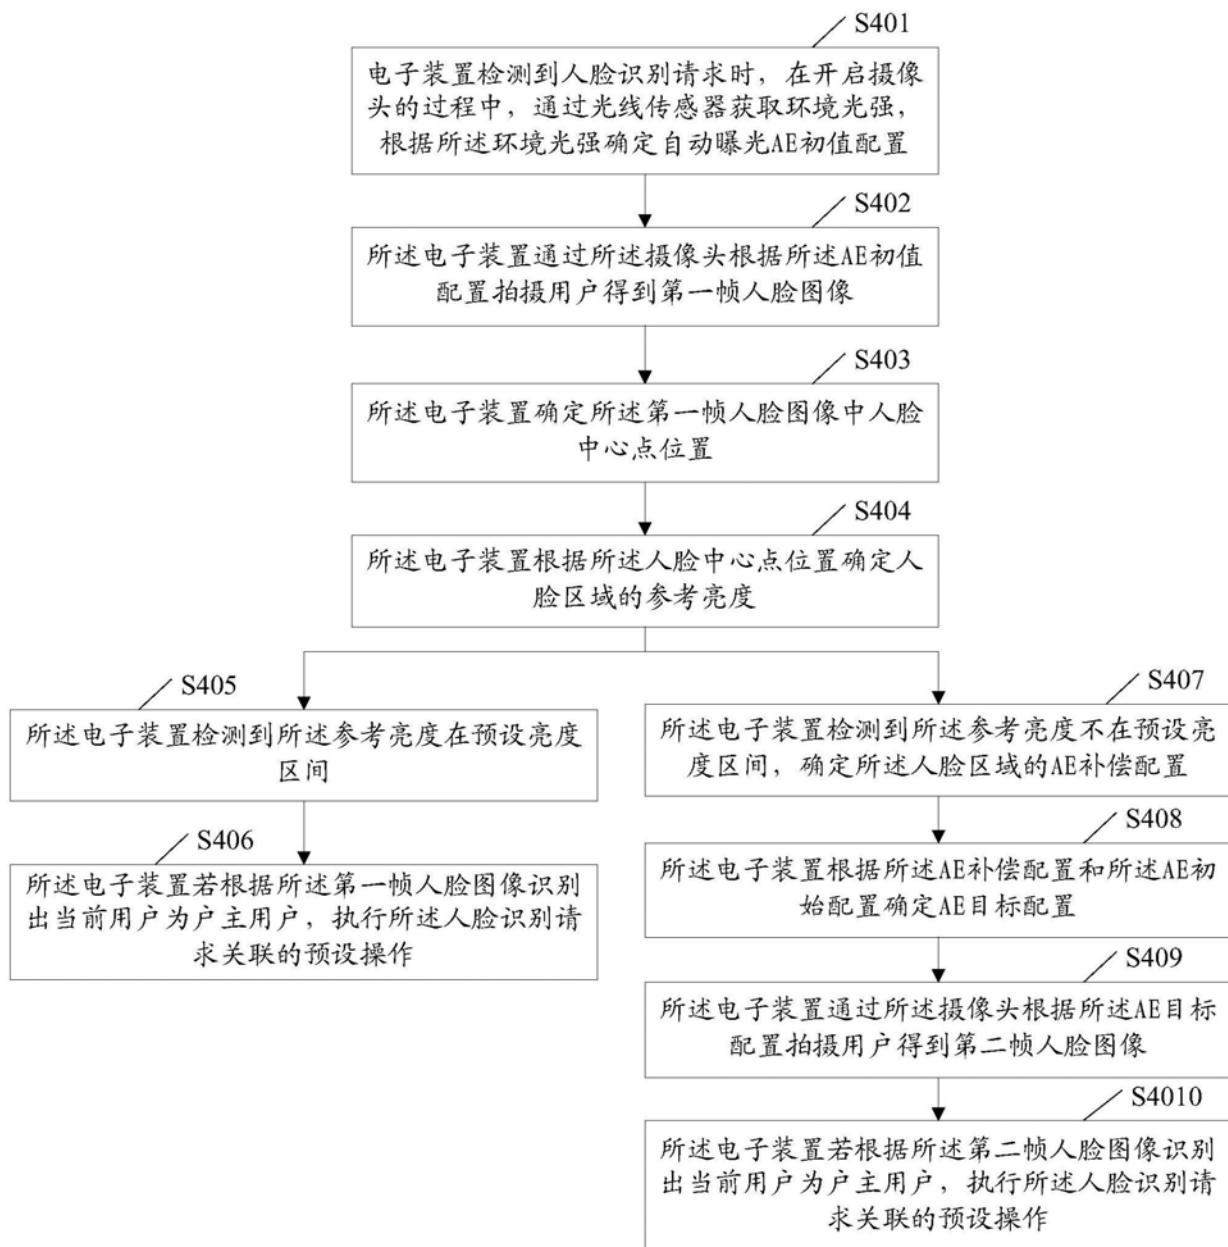 S401
电子装置检测到人脸识别请求时，在开启摄像
头的过程中，通过光线传感器获取环境光强，
根据所述环境光强确定自动曝光AE初值配置
S402
所述电子装置通过所述摄像头根据所述AE初值
配置拍摄用户得到第一帧人脸图像
S403
所述电子装置确定所述第一帧人脸图像中人脸
中心点位置
S404
所述电子装置根据所述人脸中心点位置确定人
脸区域的参考亮度
S405
所述电子装置检测到所述参考亮度在预设亮度
区间
S406
所述电子装置若根据所述第一帧人脸图像识别
出当前用户为户主用户，执行所述人脸识别请
求关联的预设操作
S407
所述电子装置检测到所述参考亮度不在预设亮
度区间，确定所述人脸区域的AE补偿配置
S408
所述电子装置根据所述AE补偿配置和所述AE初
始配置确定AE目标配置
S409
所述电子装置通过所述摄像头根据所述AE目标
配置拍摄用户得到第二帧人脸图像
S4010
所述电子装置若根据所述第二帧人脸图像识别
出当前用户为户主用户，执行所述人脸识别请
求关联的预设操作